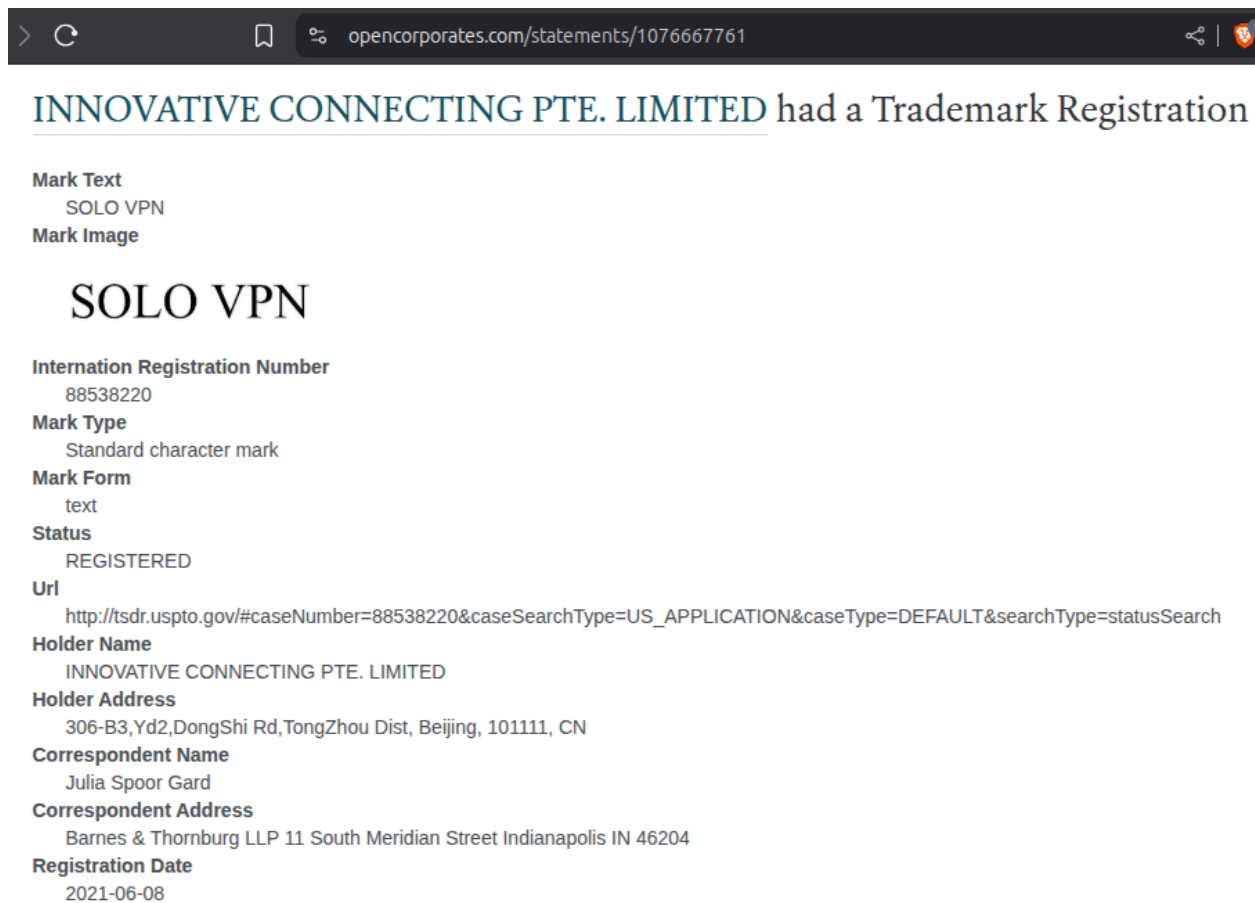 opencorporates.com/statements/1076667761
INNOVATIVE CONNECTING PTE. LIMITED had a Trademark Registration
Mark Text
SOLO VPN
Mark Image
SOLO VPN
Internation Registration Number
88538220
Mark Type
Standard character mark
Mark Form
text
Status
REGISTERED
Url
http://tsdr.uspto.gov/#caseNumber=88538220&caseSearchType=US_APPLICATION&caseType=DEFAULT&searchType=statusSearch
Holder Name
INNOVATIVE CONNECTING PTE. LIMITED
Holder Address
306-B3,Yd2,DongShi Rd,TongZhou Dist, Beijing, 101111, CN
Correspondent Name
Julia Spoor Gard
Correspondent Address
Barnes & Thornburg LLP 11 South Meridian Street Indianapolis IN 46204
Registration Date
2021-06-08